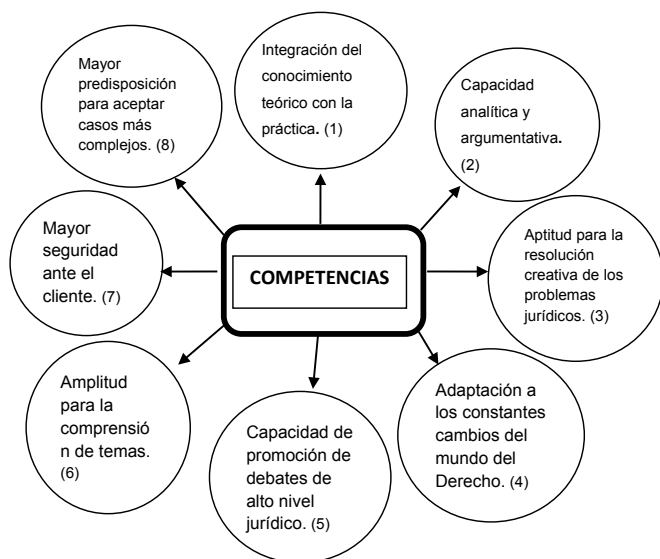 Integración del
conocimiento
teórico con la
práctica. (1)
Capacidad
analítica y
argumentativa.
(2)
Aptitud para la
resolución
creativa de los
problemas
jurídicos. (3)
Adaptación a
los constantes
cambios del
mundo del
Derecho. (4)
Capacidad de
promoción de
debates de
alto nivel
jurídico. (5)
Amplitud
para la
comprensió
n de temas.
(6)
Mayor
seguridad
ante el
cliente. (7)
Mayor
predisposición
para aceptar
casos más
complejos. (8)
COMPETENCIAS